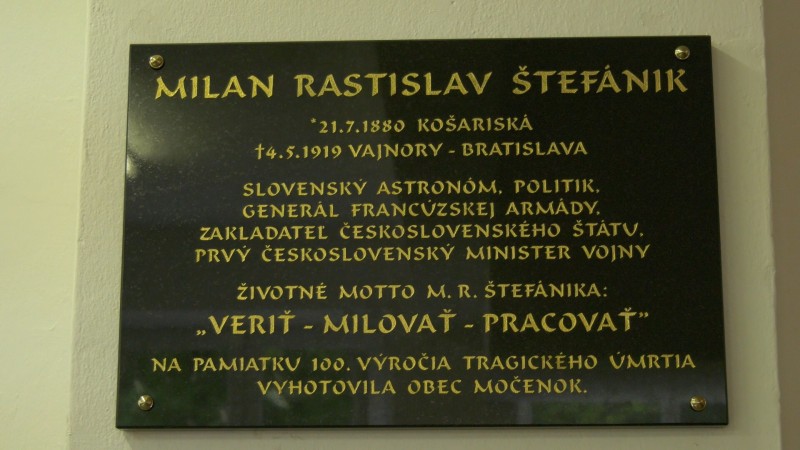 MILAN RASTISLAV ŠTEFÁNIK
*21.7.1880 KOŠARISKÁ
†4.5.1919 VAJNORY - BRATISLAVA
SLOVENSKÝ ASTRONÓM, POLITIK,
GENERÁL FRANCÚZSKEJ ARMÁDY,
ZAKLADATEĽ ČESKOSLOVENSKÉHO ŠTÁTU,
PRVÝ ČESKOSLOVENSKÝ MINISTER VOJNY
ŽIVOTNÉ MOTTO M. R. ŠTEFÁNIKA:
„VERIŤ - MILOVAŤ - PRACOVAŤ"
NA PAMIATKU 100. VÝROČIA TRAGICKÉHO ÚMRTIA
VYHOTOVILA OBEC MOČENOK.